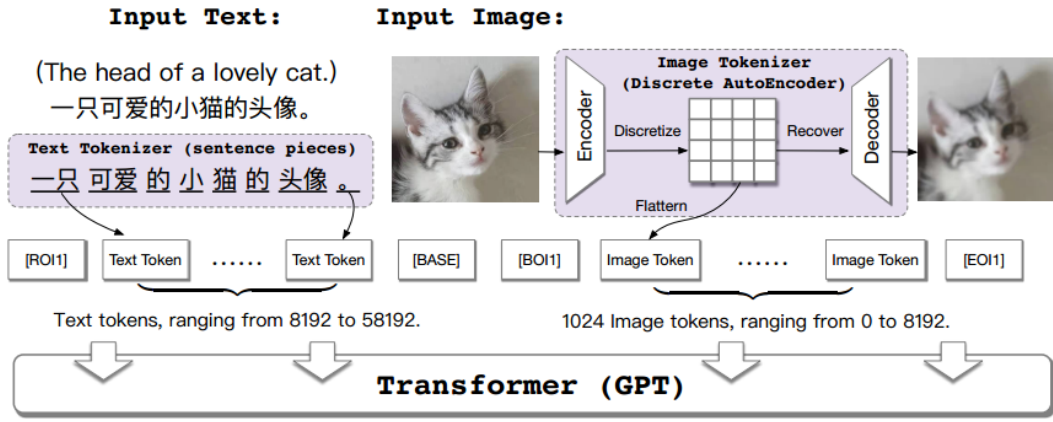 Input Text:
Input Image:
(The head of a lovely cat.)
一只可爱的小猫的头像。
Text Tokenizer (sentence pieces)
一只 可爱 的 小 猫 的 头像 。
Image Tokenizer
(Discrete AutoEncoder)
Encoder
Discretize
Recover
Decoder
Flattern
[ROI1]
Text Token
......
Text Token
[BASE]
[BOI1]
Image Token
......
Image Token
[EOI1]
Text tokens, ranging from 8192 to 58192.
1024 Image tokens, ranging from 0 to 8192.
Transformer (GPT)